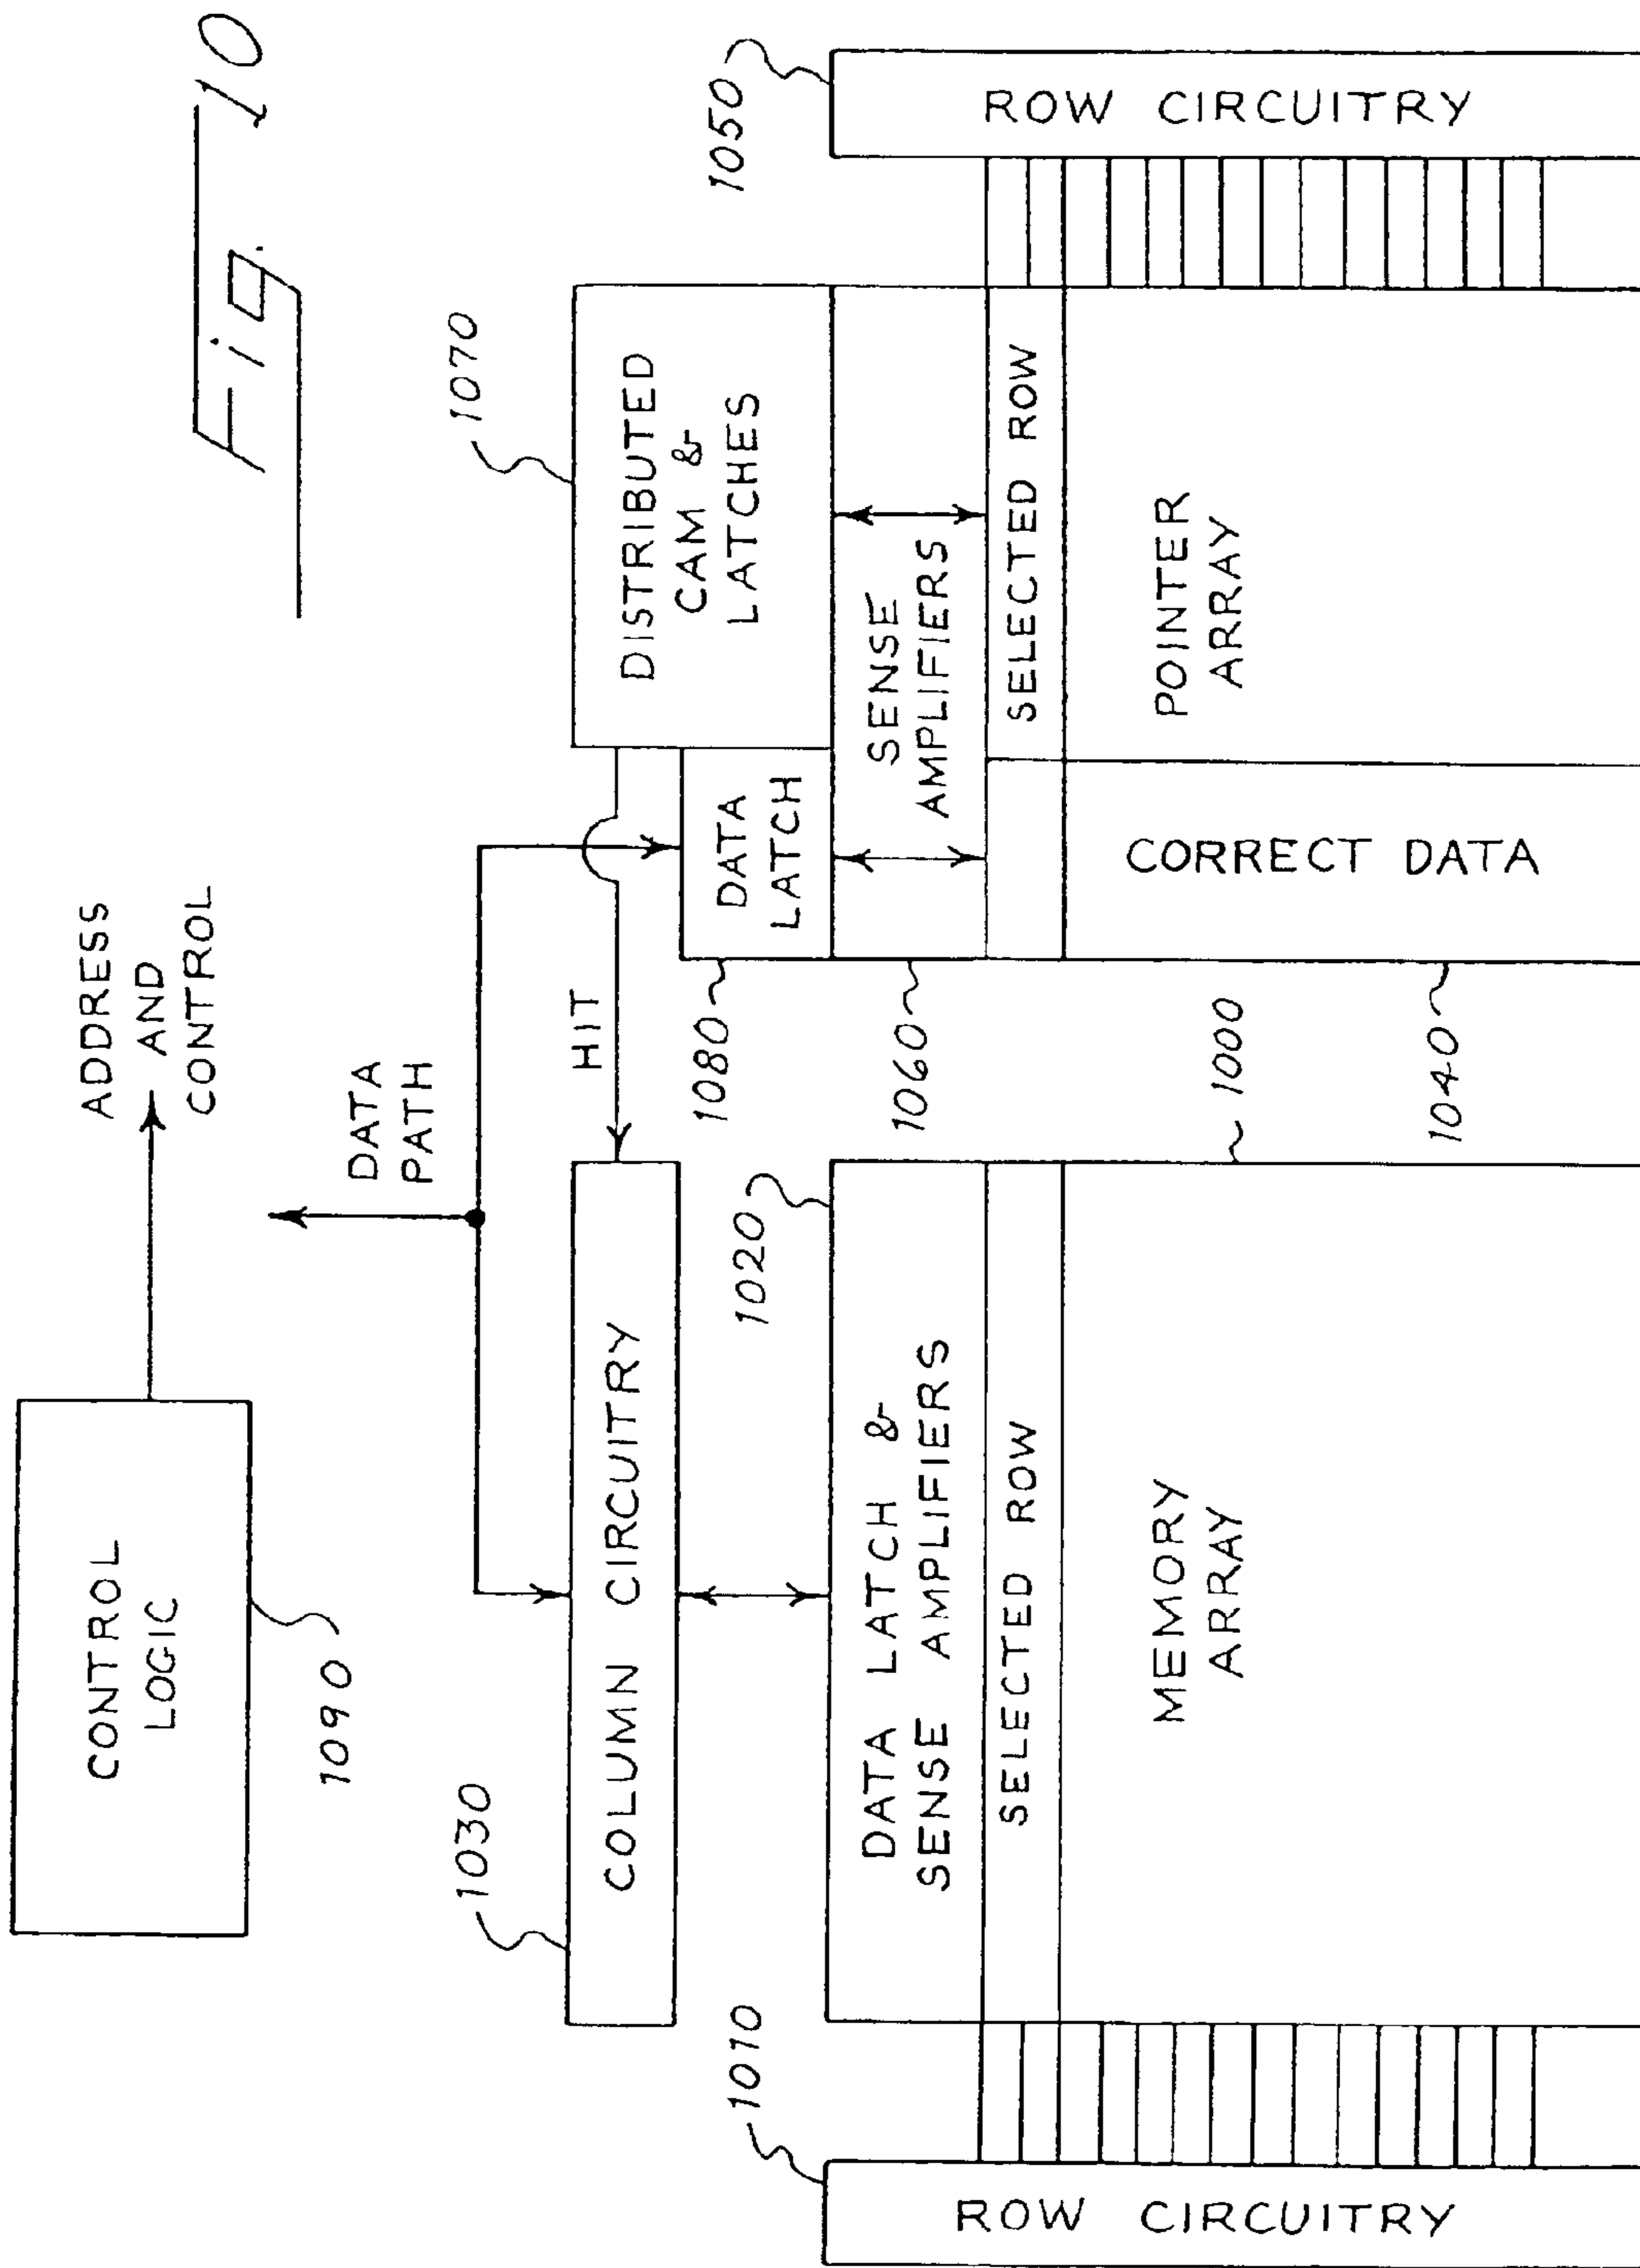 Fig. 10
CONTROL
LOGIC
1090
ADDRESS
AND
CONTROL
DATA
PATH
1030
COLUMN CIRCUITRY
HIT
1070
DISTRIBUTED
CAM &
LATCHES
1080
DATA
LATCH
1010
ROW CIRCUITRY
1020
DATA LATCH &
SENSE AMPLIFIERS
SELECTED ROW
MEMORY
ARRAY
1000
1060
SENSE
AMPLIFIERS
SELECTED ROW
1040
CORRECT DATA
POINTER
ARRAY
1050
ROW CIRCUITRY